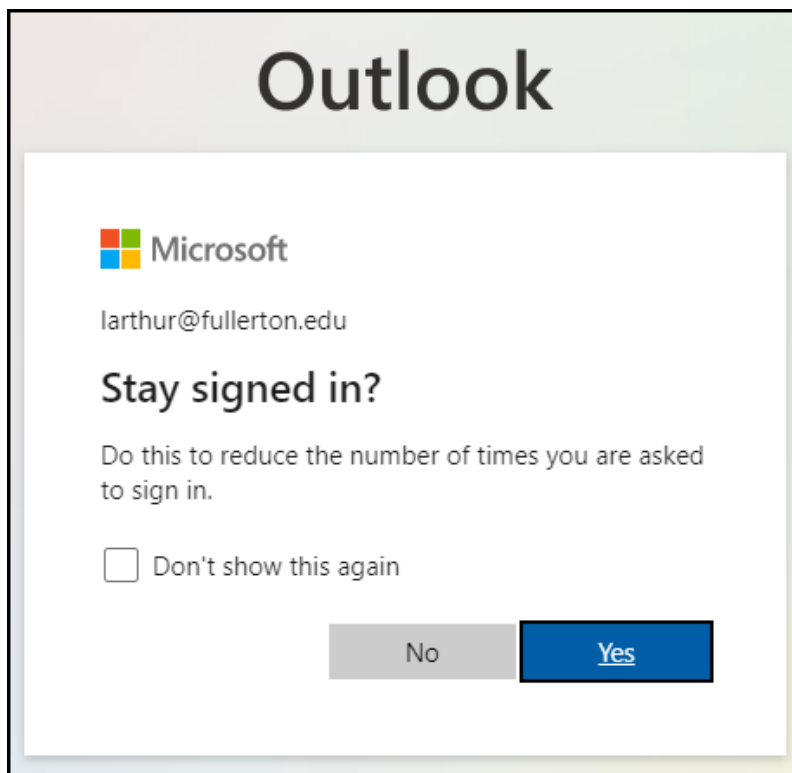 Outlook
Microsoft
larthur@fullerton.edu
Stay signed in?
Do this to reduce the number of times you are asked
to sign in.
Don't show this again
No
Yes